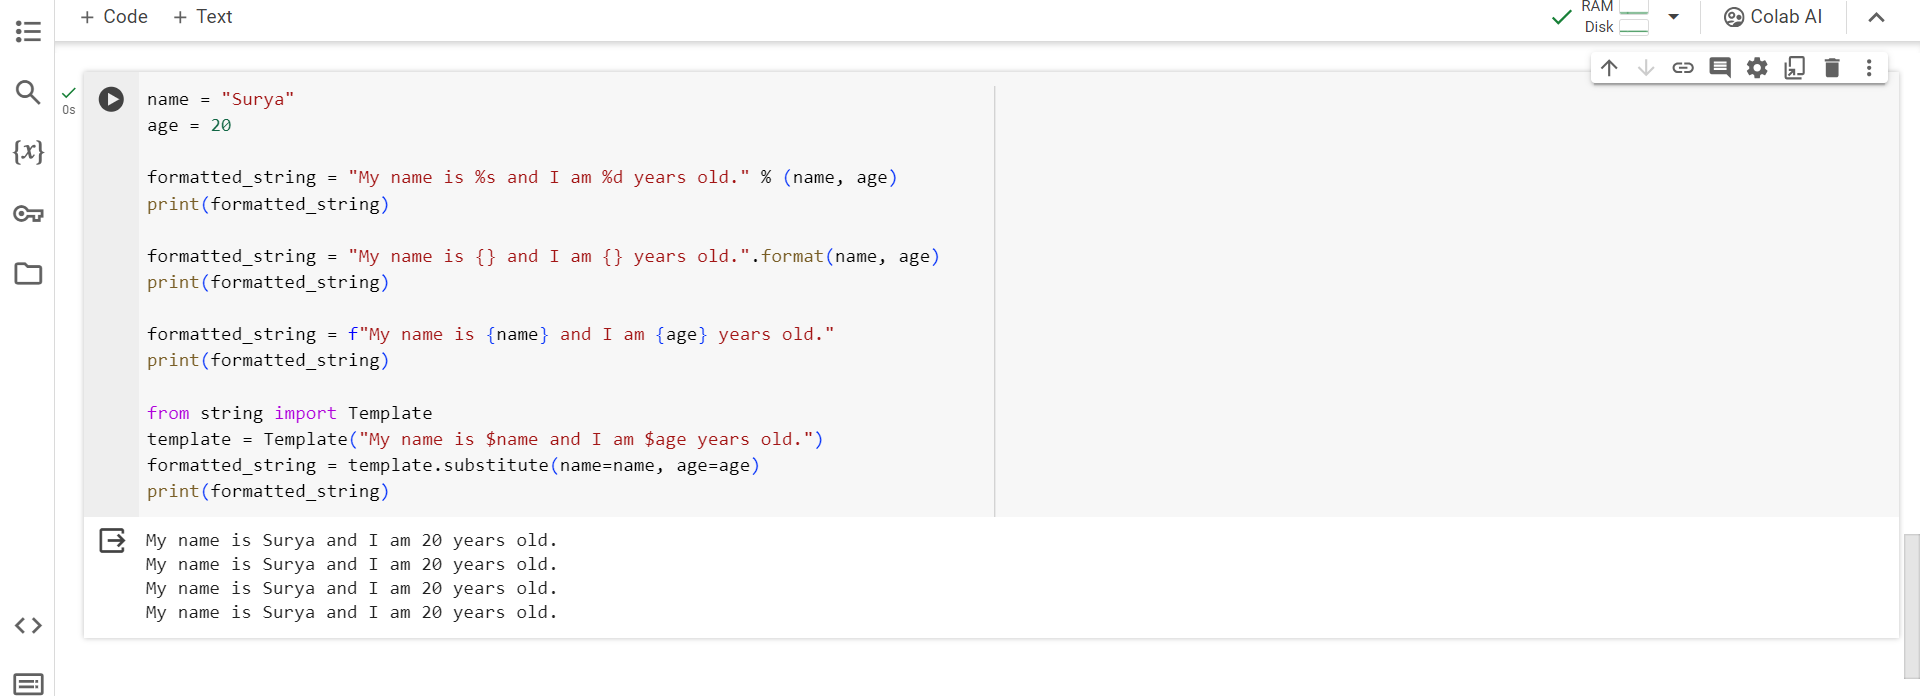 + Code + Text
RAM
Disk
Colab AI
{x}
0s
name = "Surya"
age = 20
formatted_string = "My name is %s and I am %d years old." % (name, age)
print(formatted_string)
formatted_string = "My name is {} and I am {} years old.".format(name, age)
print(formatted_string)
formatted_string = f"My name is {name} and I am {age} years old."
print(formatted_string)
from string import Template
template = Template("My name is $name and I am $age years old.")
formatted_string = template.substitute(name=name, age=age)
print(formatted_string)
My name is Surya and I am 20 years old.
My name is Surya and I am 20 years old.
My name is Surya and I am 20 years old.
My name is Surya and I am 20 years old.